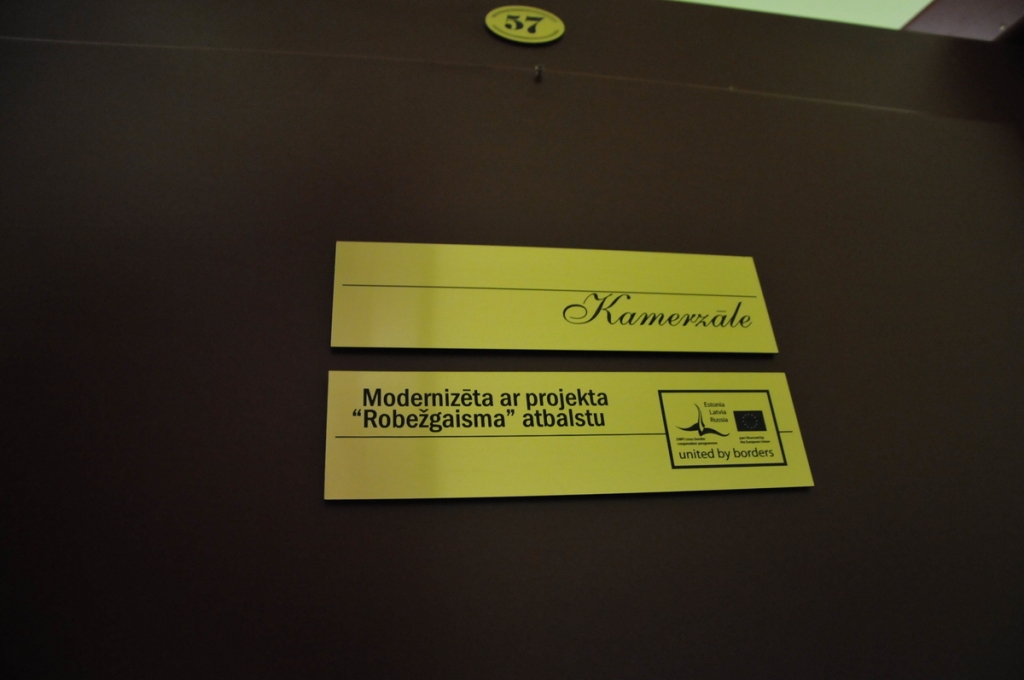 57
Kamerzāle
Modernizēta ar projekta
“Robežgaisma” atbalstu
Estonia
Latvia
Russia
united by borders